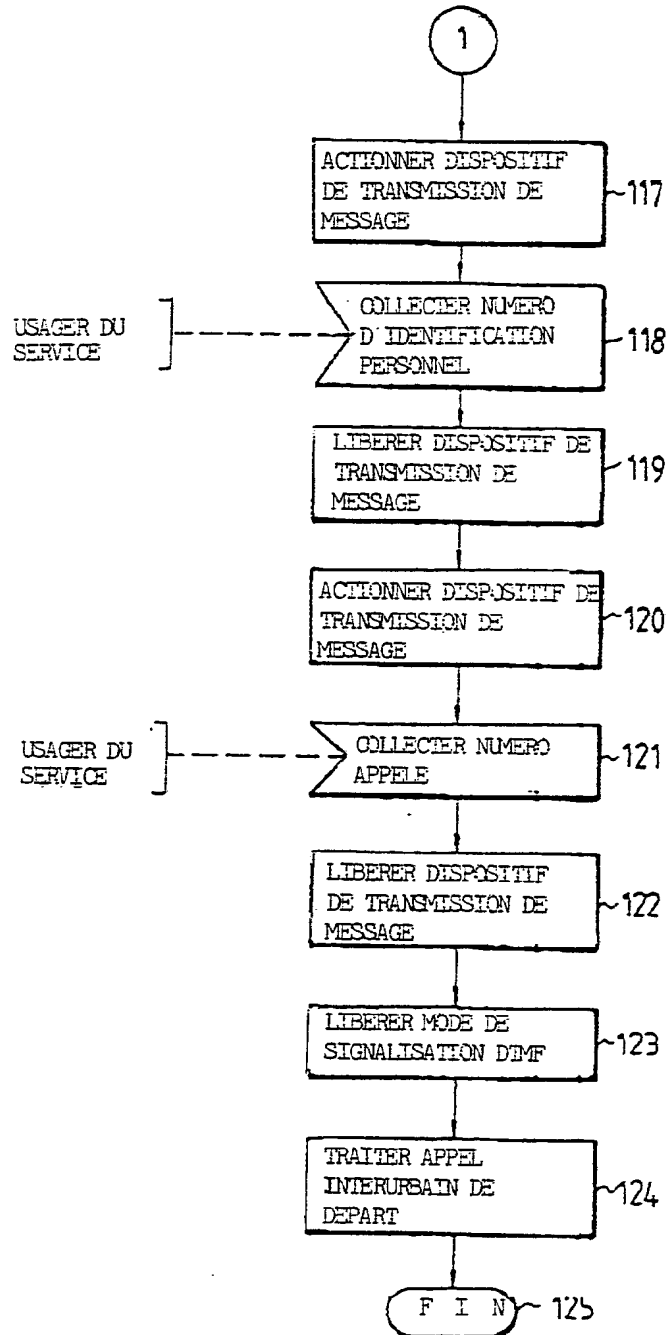 1
ACTIONNER DISPOSITIF
DE TRANSMISSION DE
MESSAGE
117
USAGER DU
SERVICE
COLLECTER NUMERO
D'IDENTIFICATION
PERSONNEL
118
LIBERER DISPOSITIF DE
TRANSMISSION DE
MESSAGE
119
ACTIONNER DISPOSITIF DE
TRANSMISSION DE
MESSAGE
120
USAGER DU
SERVICE
COLLECTER NUMERO
APPELE
121
LIBERER DISPOSITIF
DE TRANSMISSION DE
MESSAGE
122
LIBERER MODE DE
SIGNALISATION DTMF
123
TRAITER APPEL
INTERURBAIN DE
DEPART
124
F I N
125